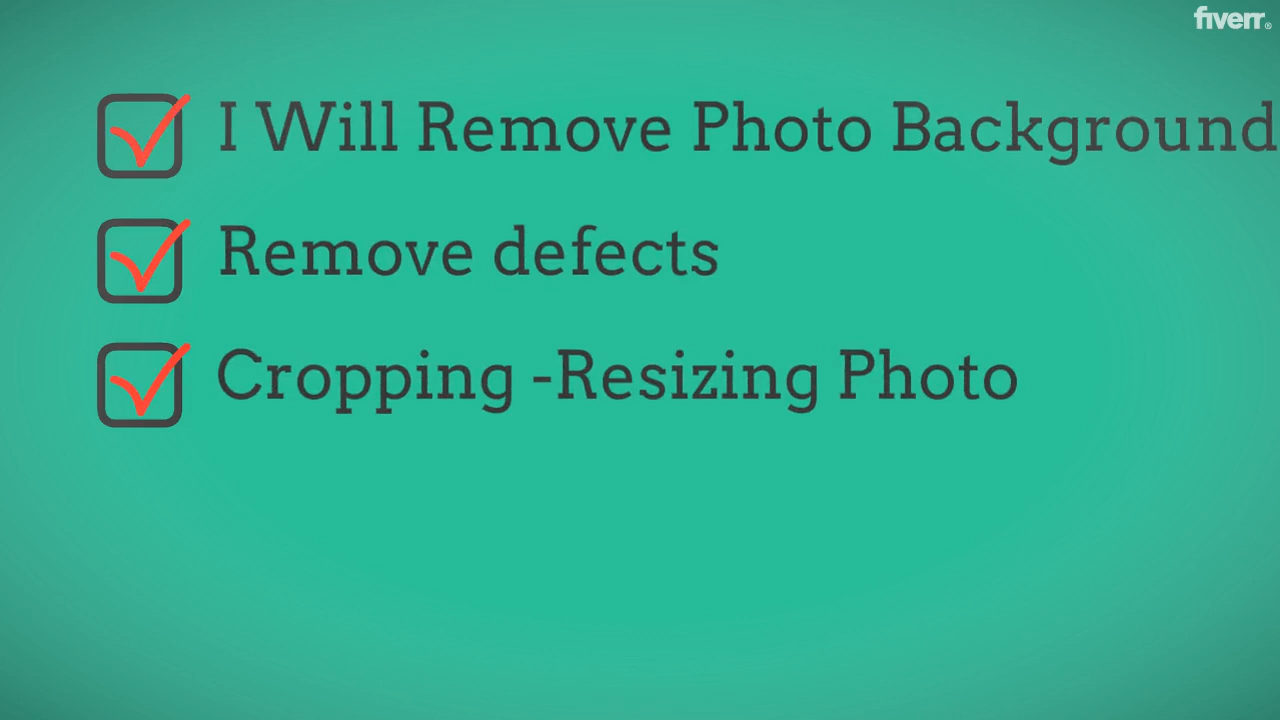 fiverr®
I Will Remove Photo Background
Remove defects
Cropping -Resizing Photo